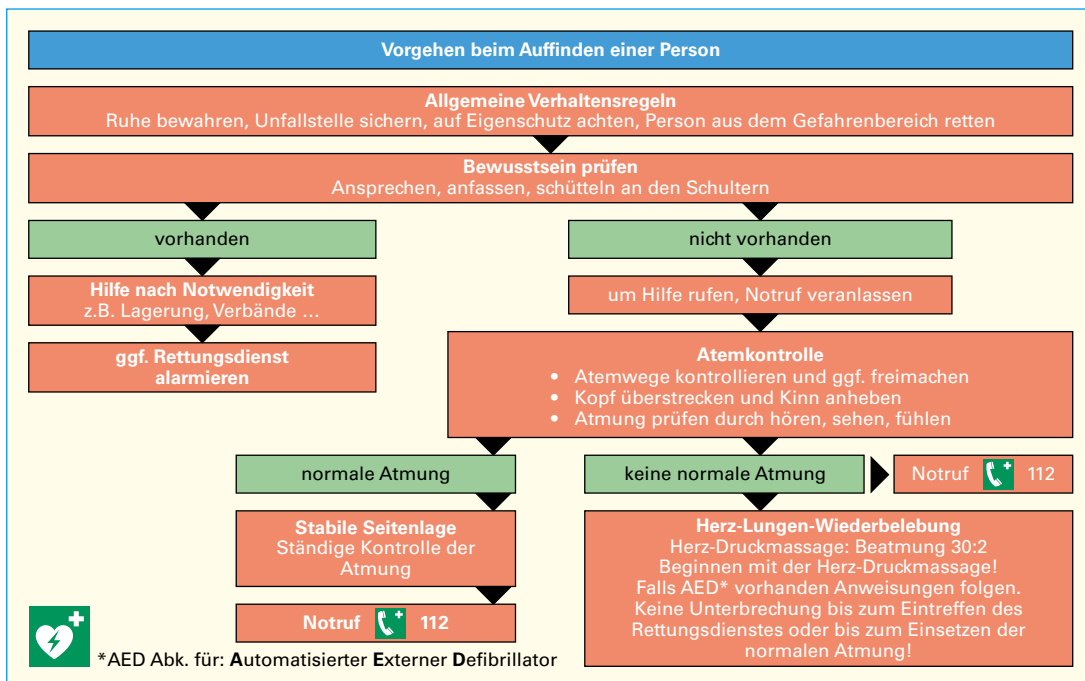 Vorgehen beim Auffinden einer Person
Allgemeine Verhaltensregeln
Ruhe bewahren, Unfallstelle sichern, auf Eigenschutz achten, Person aus dem Gefahrenbereich retten
Bewusstsein prüfen
Ansprechen, anfassen, schütteln an den Schultern
vorhanden
nicht vorhanden
Hilfe nach Notwendigkeit
z.B. Lagerung, Verbände ...
um Hilfe rufen, Notruf veranlassen
ggf. Rettungsdienst
alarmieren
Atemkontrolle
• Atemwege kontrollieren und ggf. freimachen
• Kopf überstrecken und Kinn anheben
• Atmung prüfen durch hören, sehen, fühlen
normale Atmung
keine normale Atmung
Notruf 112
Stabile Seitenlage
Ständige Kontrolle der
Atmung
Notruf 112
Herz-Lungen-Wiederbelebung
Herz-Druckmassage: Beatmung 30:2
Beginnen mit der Herz-Druckmassage!
Falls AED* vorhanden Anweisungen folgen.
Keine Unterbrechung bis zum Eintreffen des
Rettungsdienstes oder bis zum Einsetzen der
normalen Atmung!
*AED Abk. für: Automatisierter Externer Defibrillator